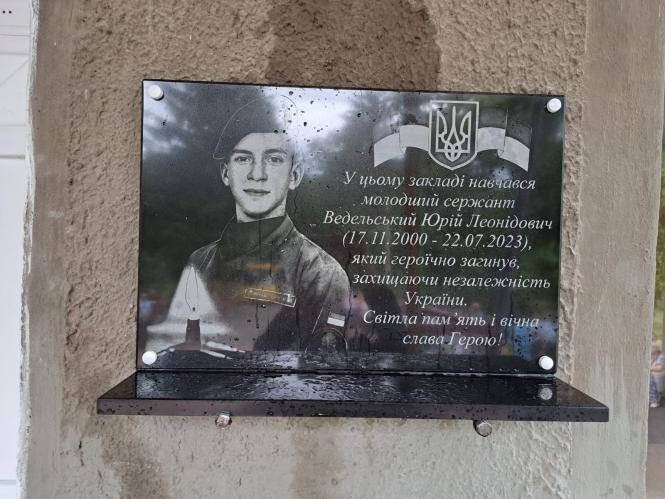 У цьому закладі навчався
молодший сержант
Ведельський Юрій Леонідович
(17.11.2000 - 22.07.2023),
який героїчно загинув,
захищаючи незалежність
України.
Світла пам’ять і вічна
слава Герою!